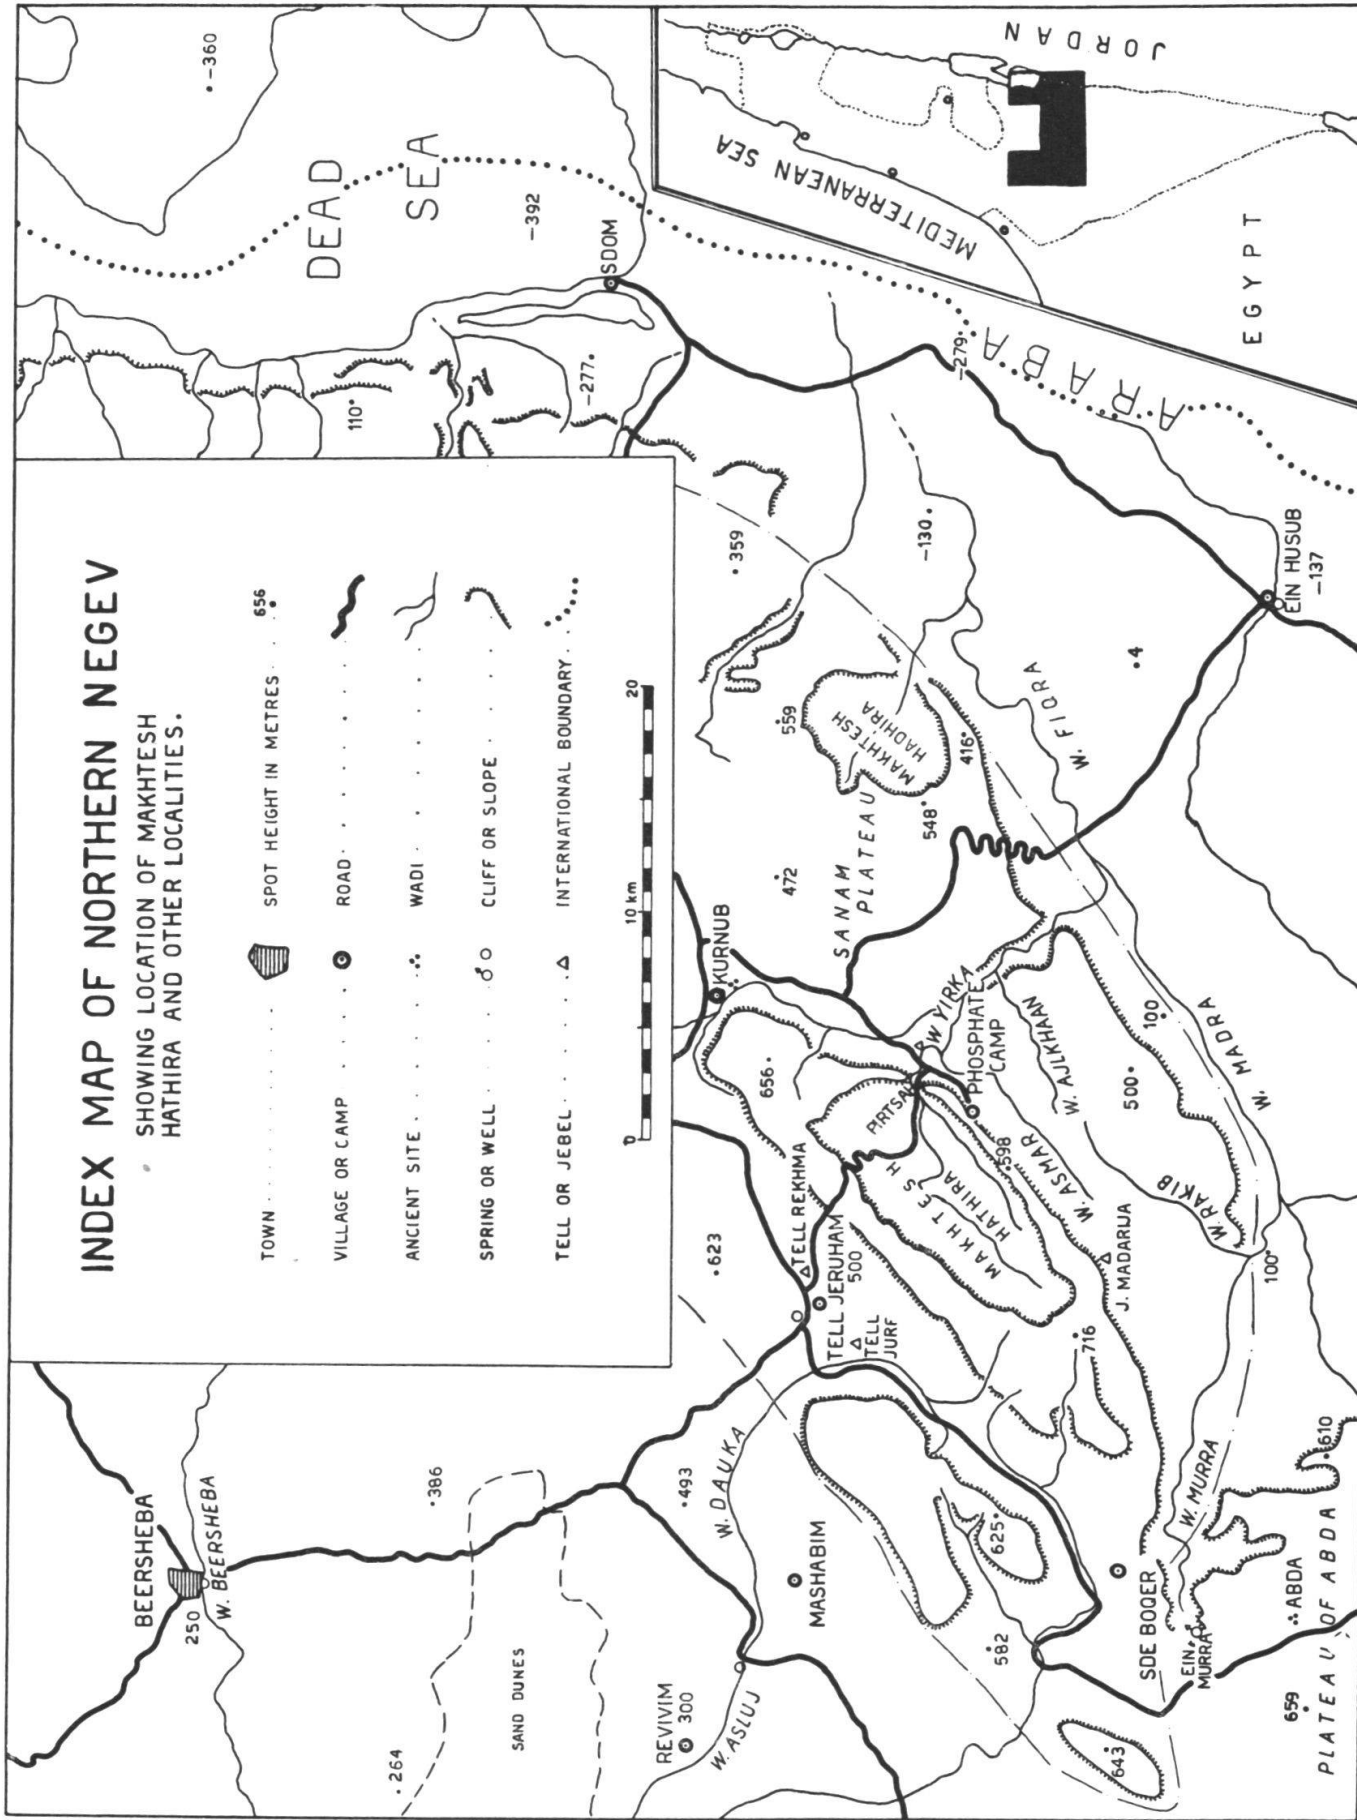 INDEX MAP OF NORTHERN NEGEV
SHOWING LOCATION OF MAKHTESH
HATHIRA AND OTHER LOCALITIES.
TOWN
SPOT HEIGHT IN METRES
656
VILLAGE OR CAMP
ROAD
ANCIENT SITE
WADI
SPRING OR WELL
CLIFF OR SLOPE
TELL OR JEBEL
INTERNATIONAL BOUNDARY
0
10 km
20
BEERSHEBA
250
W. BEERSHEBA
386
264
SAND DUNES
REVIVIM
300
W. ASLUJ
493
W. DAUKA
MASHABIM
623
TELL REKHMA
TELL JERUHAM
500
TELL
JURF
625
582
643
SDE BOQER
EIN
MURRA
W. MURRA
ABDA
659
610
PLATEAU OF ABDA
716
J. MADARIJA
100
W. RAKIB
W. ASMAR
W. AJLKHAAN
598
MAKHTESH
HATHIRA
PIRTSA
PHOSPHATE
CAMP
W. YIRKA
656
KURNUB
472
SANAM
PLATEAU
548
559
MAKHTESH
HADHIRA
416
500
100
W. MADRA
W. FIQRA
4
EIN HUSUB
-137
-130
359
-279
ARABA
110
-277
SDOM
-392
DEAD
SEA
-360
MEDITERRANEAN SEA
JORDAN
EGYPT